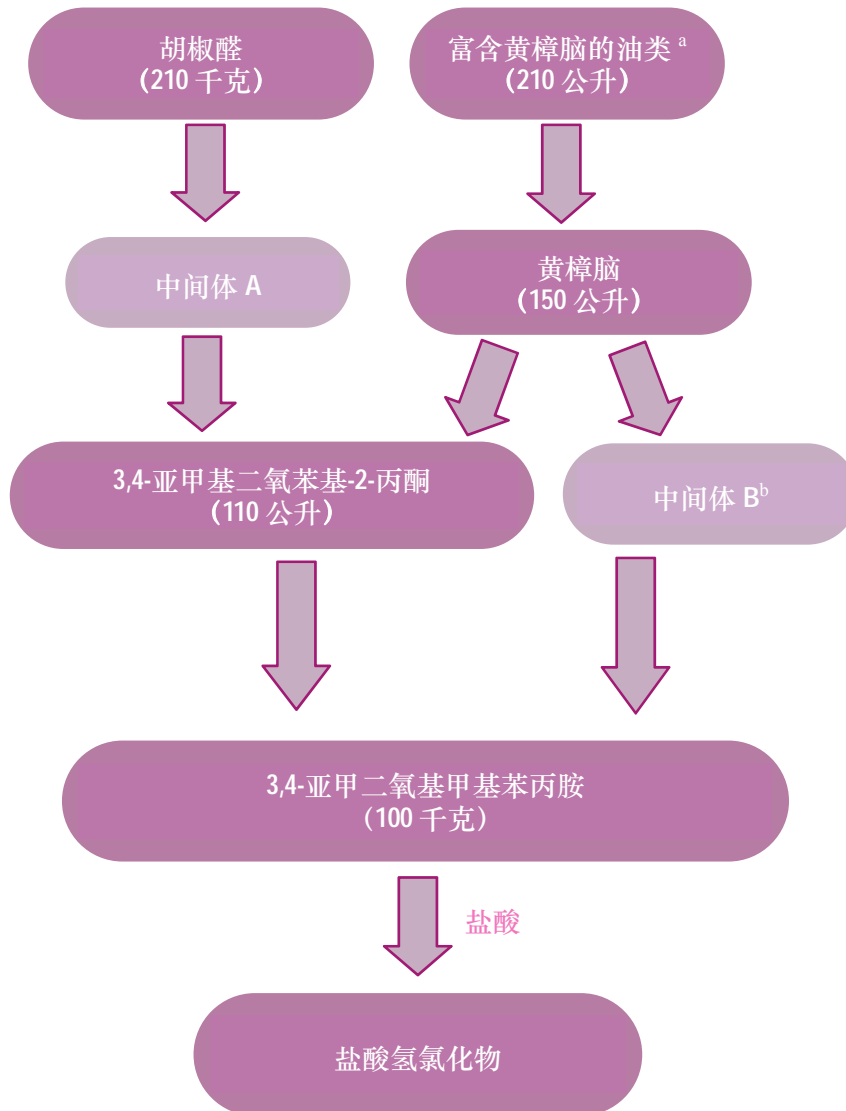 胡椒醛
(210 千克)
富含黄樟脑的油类 a
(210 公升)
中间体 A
黄樟脑
(150 公升)
3,4-亚甲基二氧苯基-2-丙酮
(110 公升)
中间体 Bb
3,4-亚甲二氧基甲基苯丙胺
(100 千克)
盐酸
盐酸氢氯化物